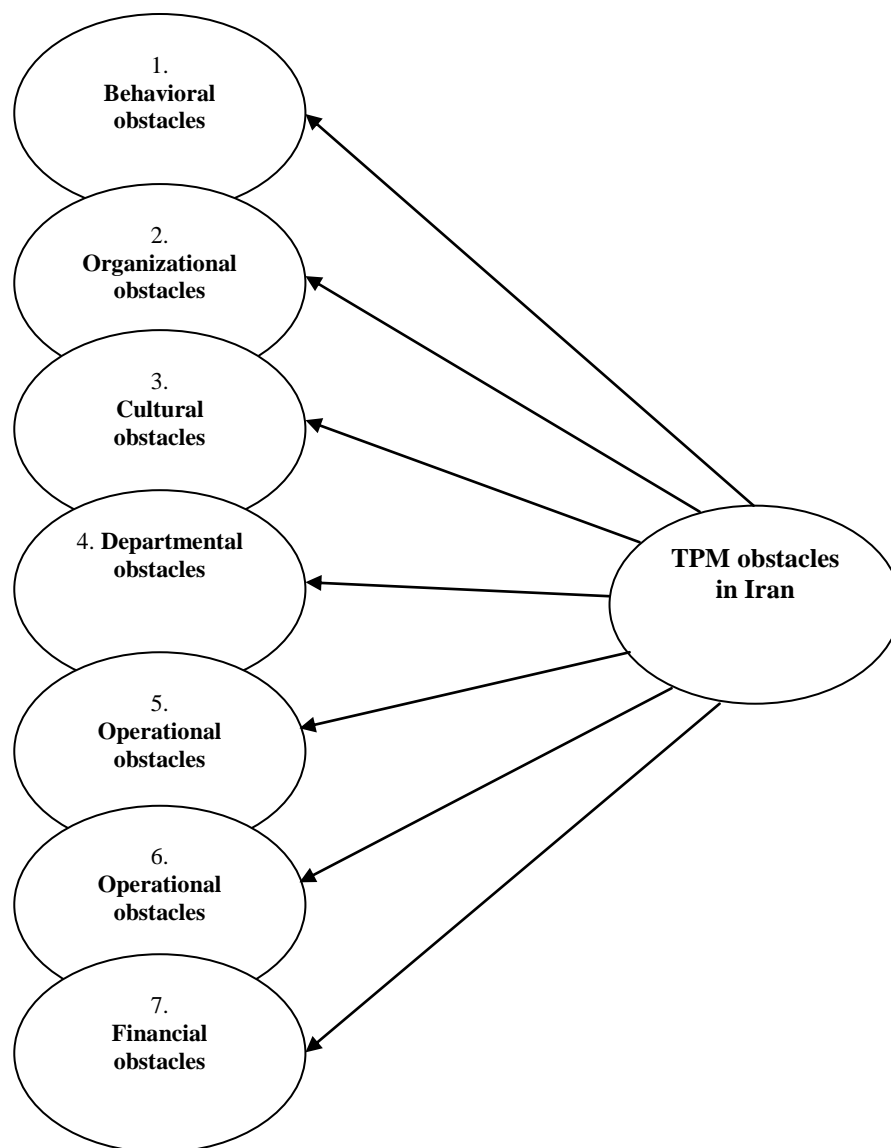 1.
Behavioral
obstacles
2.
Organizational
obstacles
3.
Cultural
obstacles
4. Departmental
obstacles
5.
Operational
obstacles
6.
Operational
obstacles
7.
Financial
obstacles
TPM obstacles
in Iran